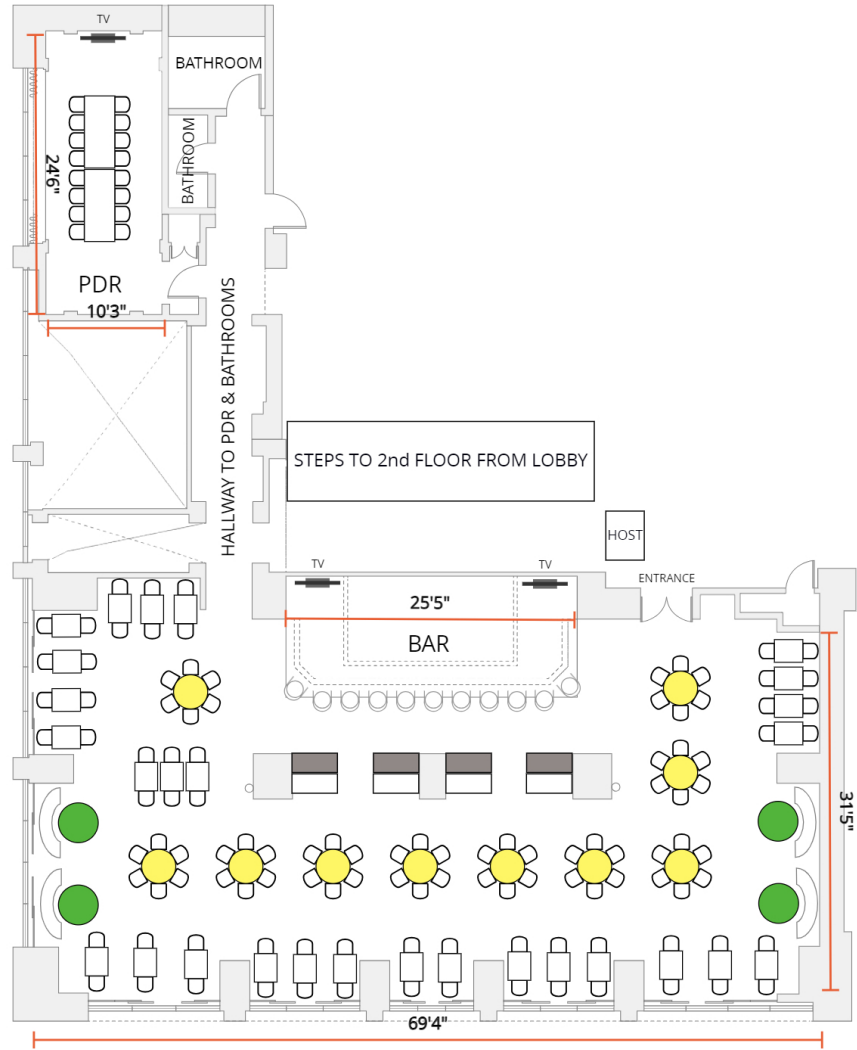 TV
BATHROOM
BATHROOM
24'6"
PDR
10'3"
HALLWAY TO PDR & BATHROOMS
STEPS TO 2nd FLOOR FROM LOBBY
HOST
TV
TV
ENTRANCE
25'5"
BAR
31'5"
69'4"